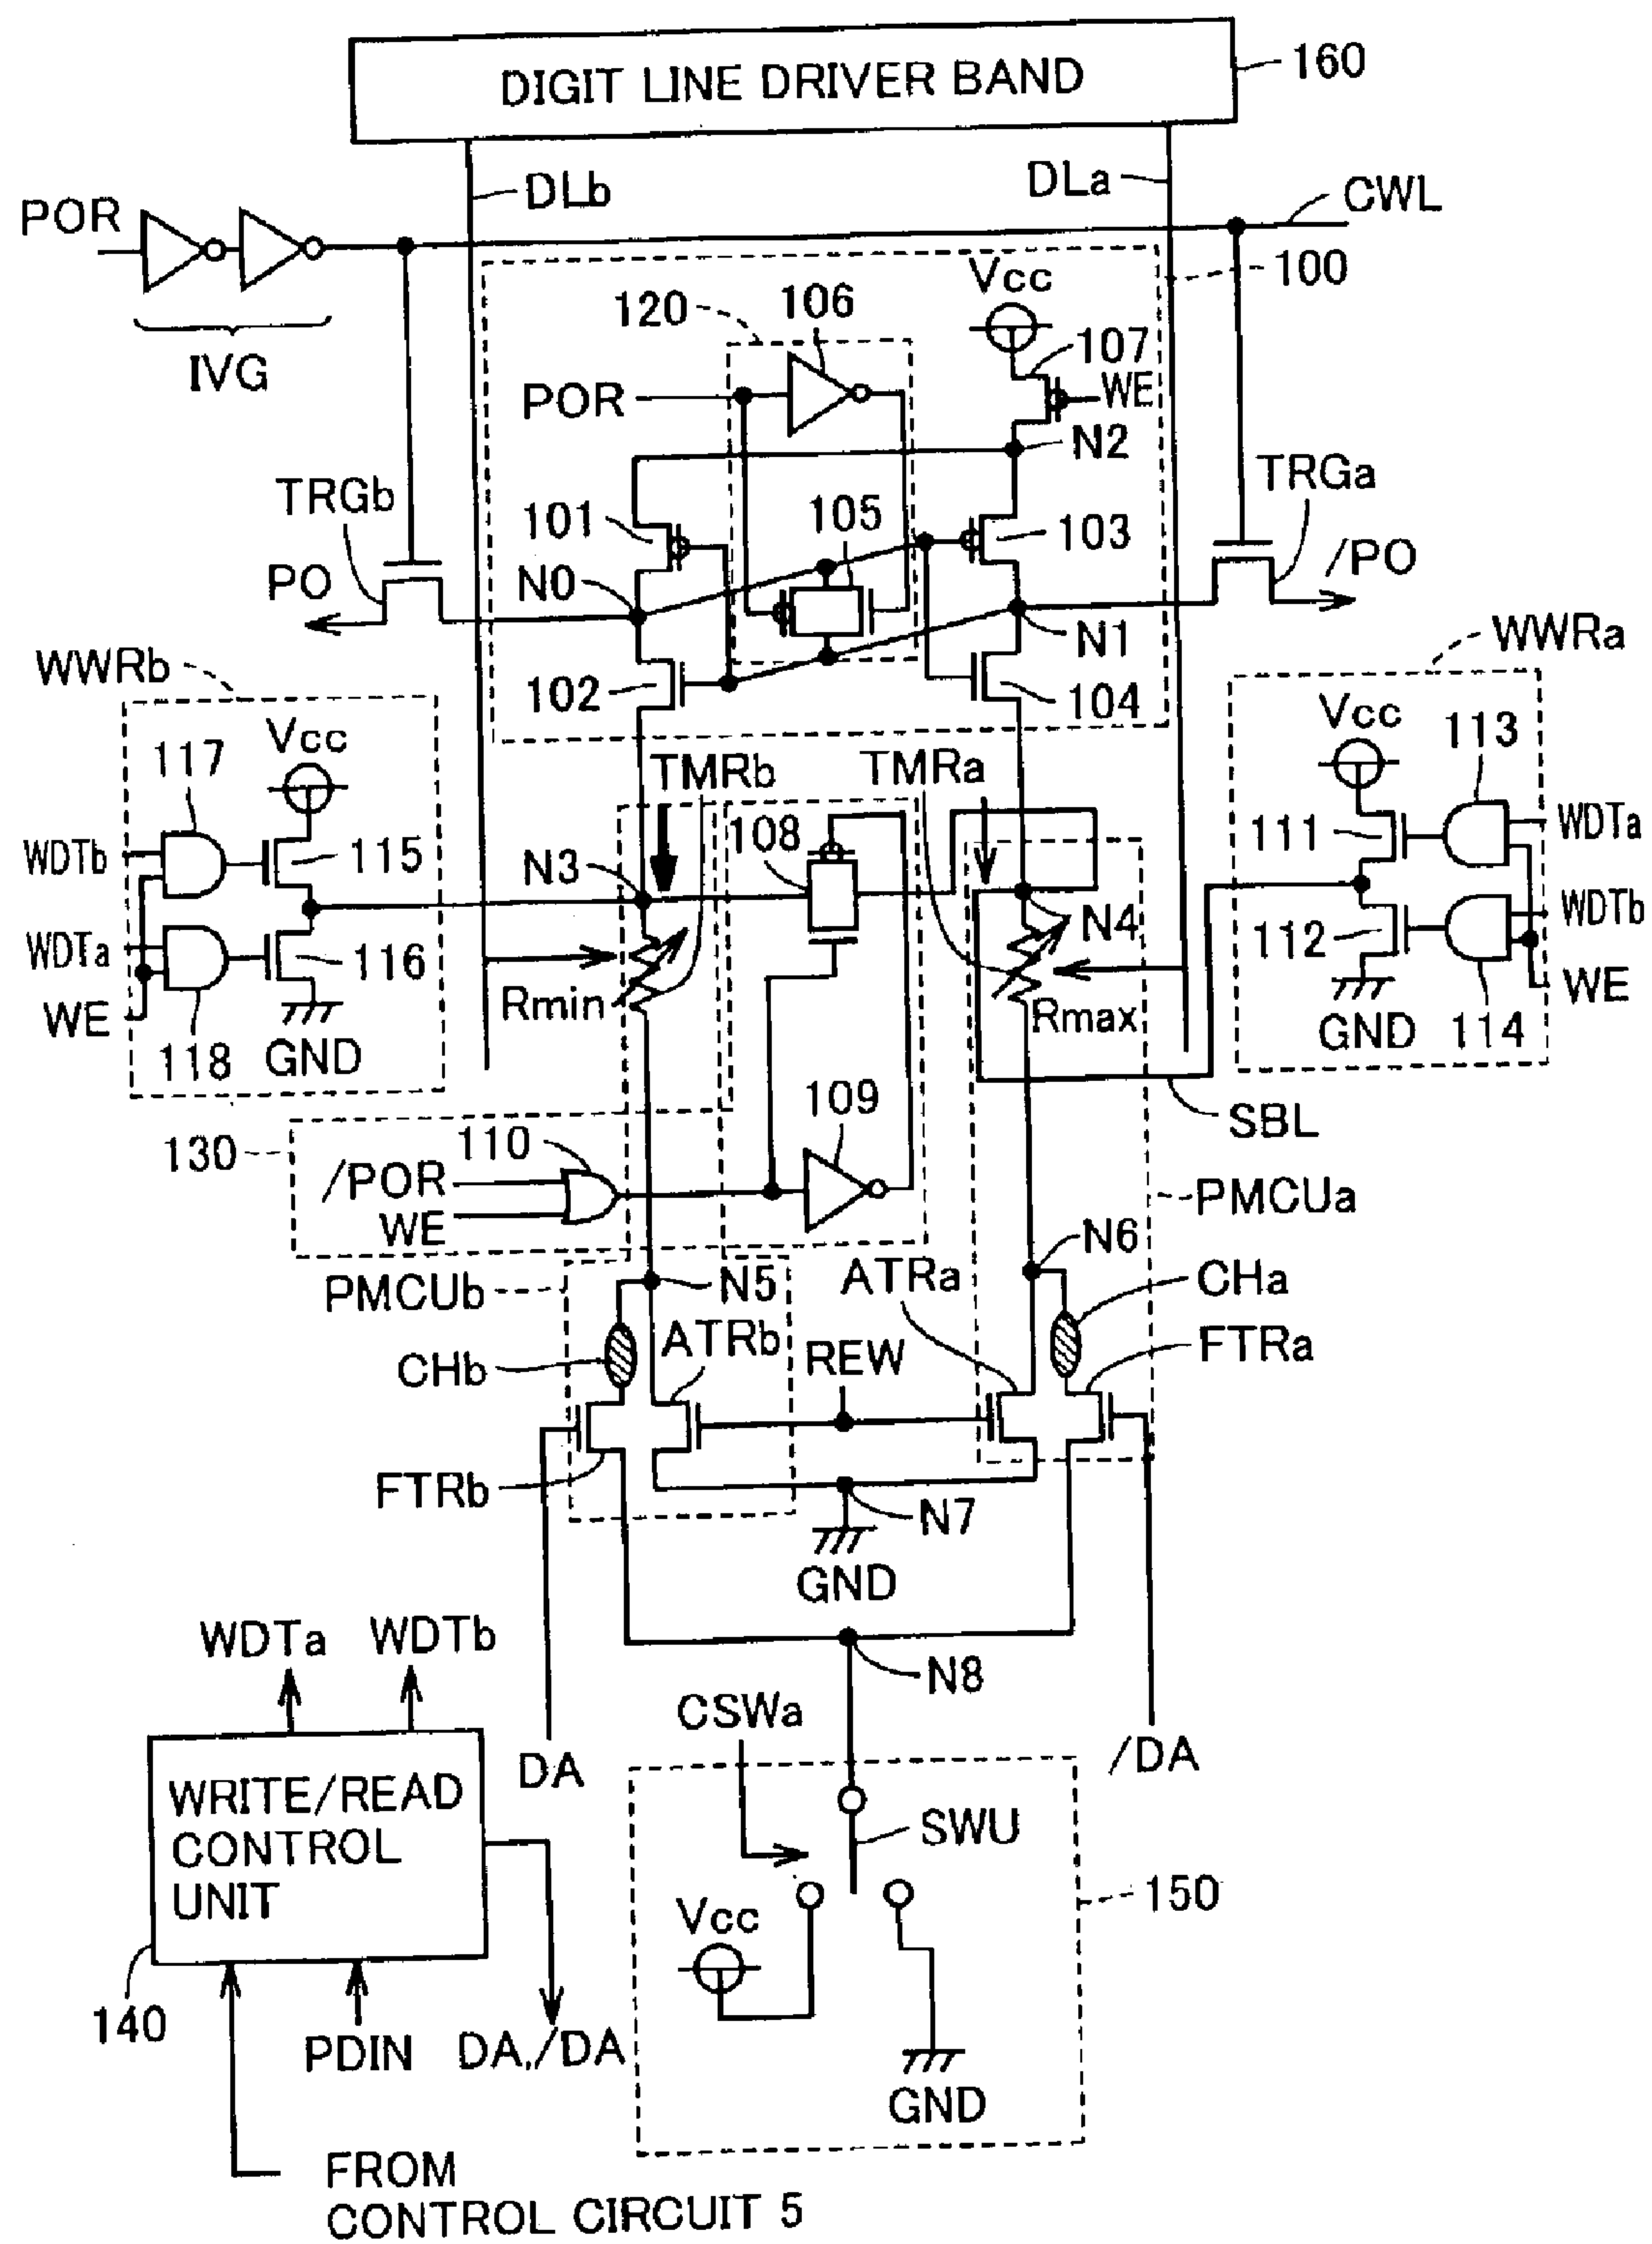 DIGIT LINE DRIVER BAND
160
DLb
DLa
CWL
POR
IVG
100
Vcc
120
106
107
POR
WE
N2
TRGb
TRGa
101
105
103
PO
N0
/PO
N1
WWRb
WWRa
102
104
Vcc
Vcc
117
113
TMRb
TMRa
108
WDTb
115
111
WDTa
N3
N4
WDTa
116
112
WDTb
WE
Rmin
Rmax
WE
118
GND
GND
114
109
SBL
130
110
/POR
WE
PMCUa
N6
PMCUb
N5
ATRa
CHa
ATRb
CHb
REW
FTRa
FTRb
N7
GND
WDTa
WDTb
N8
CSWa
DA
/DA
WRITE/READ
CONTROL
UNIT
SWU
150
Vcc
140
PDIN
DA,/DA
GND
FROM
CONTROL CIRCUIT 5